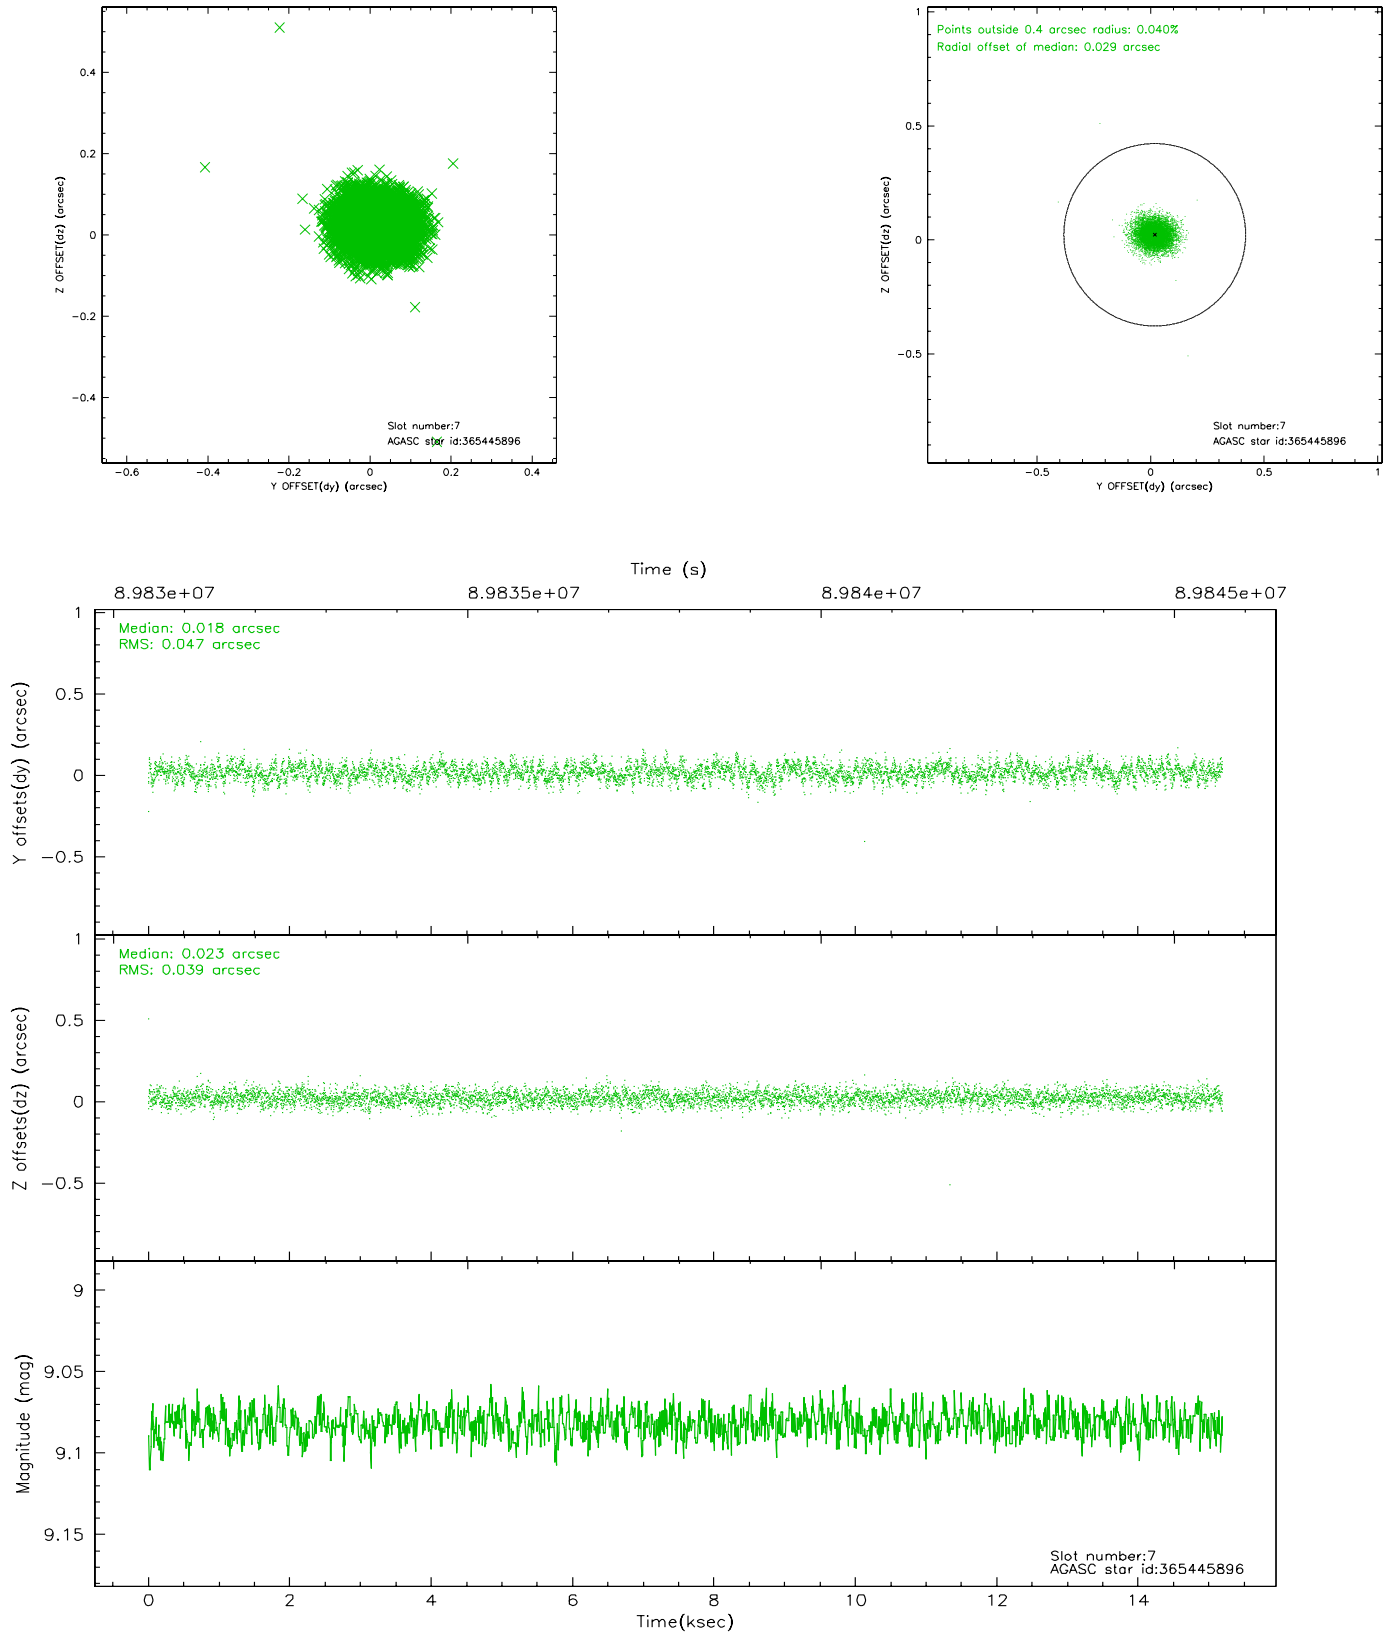 0.4
0.2
0
−0.2
−0.4
Z OFFSET(dz) (arcsec)
Slot number:7
AGASC star id:365445896
−0.6
−0.4
−0.2
0
0.2
0.4
Y OFFSET(dy) (arcsec)
Points outside 0.4 arcsec radius: 0.040%
Radial offset of median: 0.029 arcsec
1
0.5
0
−0.5
Z OFFSET(dz) (arcsec)
Slot number:7
AGASC star id:365445896
−0.5
0
0.5
1
Y OFFSET(dy) (arcsec)
Time (s)
8.983e+07
8.9835e+07
8.984e+07
8.9845e+07
Median: 0.018 arcsec
RMS: 0.047 arcsec
1
0.5
0
−0.5
Y offsets(dy) (arcsec)
Median: 0.023 arcsec
RMS: 0.039 arcsec
1
0.5
0
−0.5
Z offsets(dz) (arcsec)
9
9.05
9.1
9.15
Magnitude (mag)
Slot number:7
AGASC star id:365445896
0
2
4
6
8
10
12
14
Time(ksec)